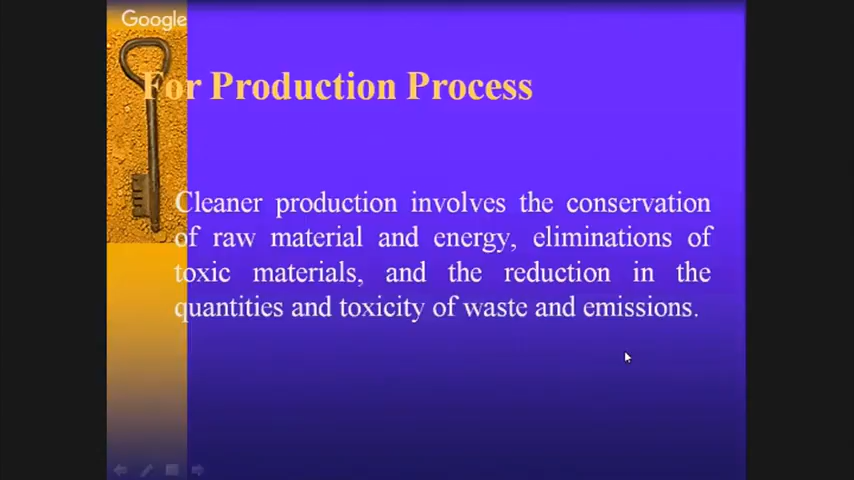 Google
For Production Process
Cleaner production involves the conservation
of raw material and energy, eliminations of
toxic materials, and the reduction in the
quantities and toxicity of waste and emissions.